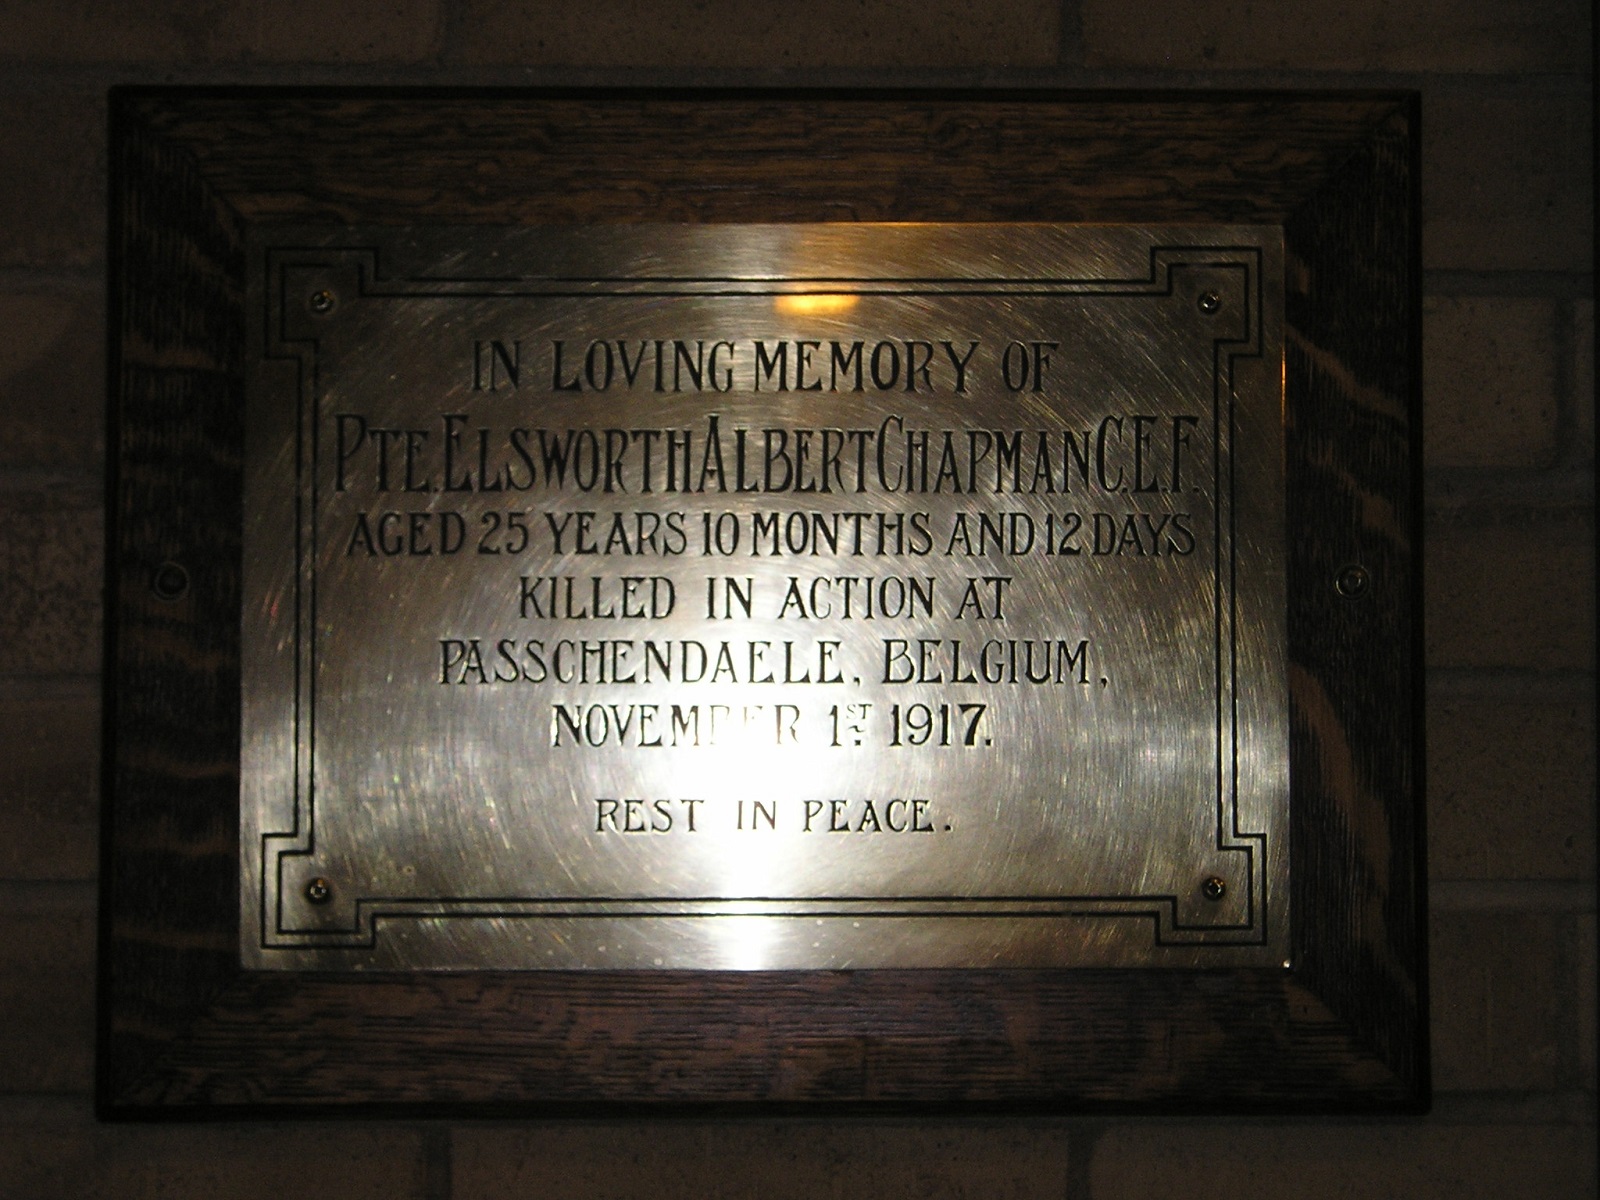 IN LOVING MEMORY OF
PTE. ELSWORTH ALBERT CHAPMAN C.E.F.
AGED 25 YEARS 10 MONTHS AND 12 DAYS
KILLED IN ACTION AT
PASSCHENDAELE, BELGIUM,
NOVEMBER 1ST. 1917.
REST IN PEACE.